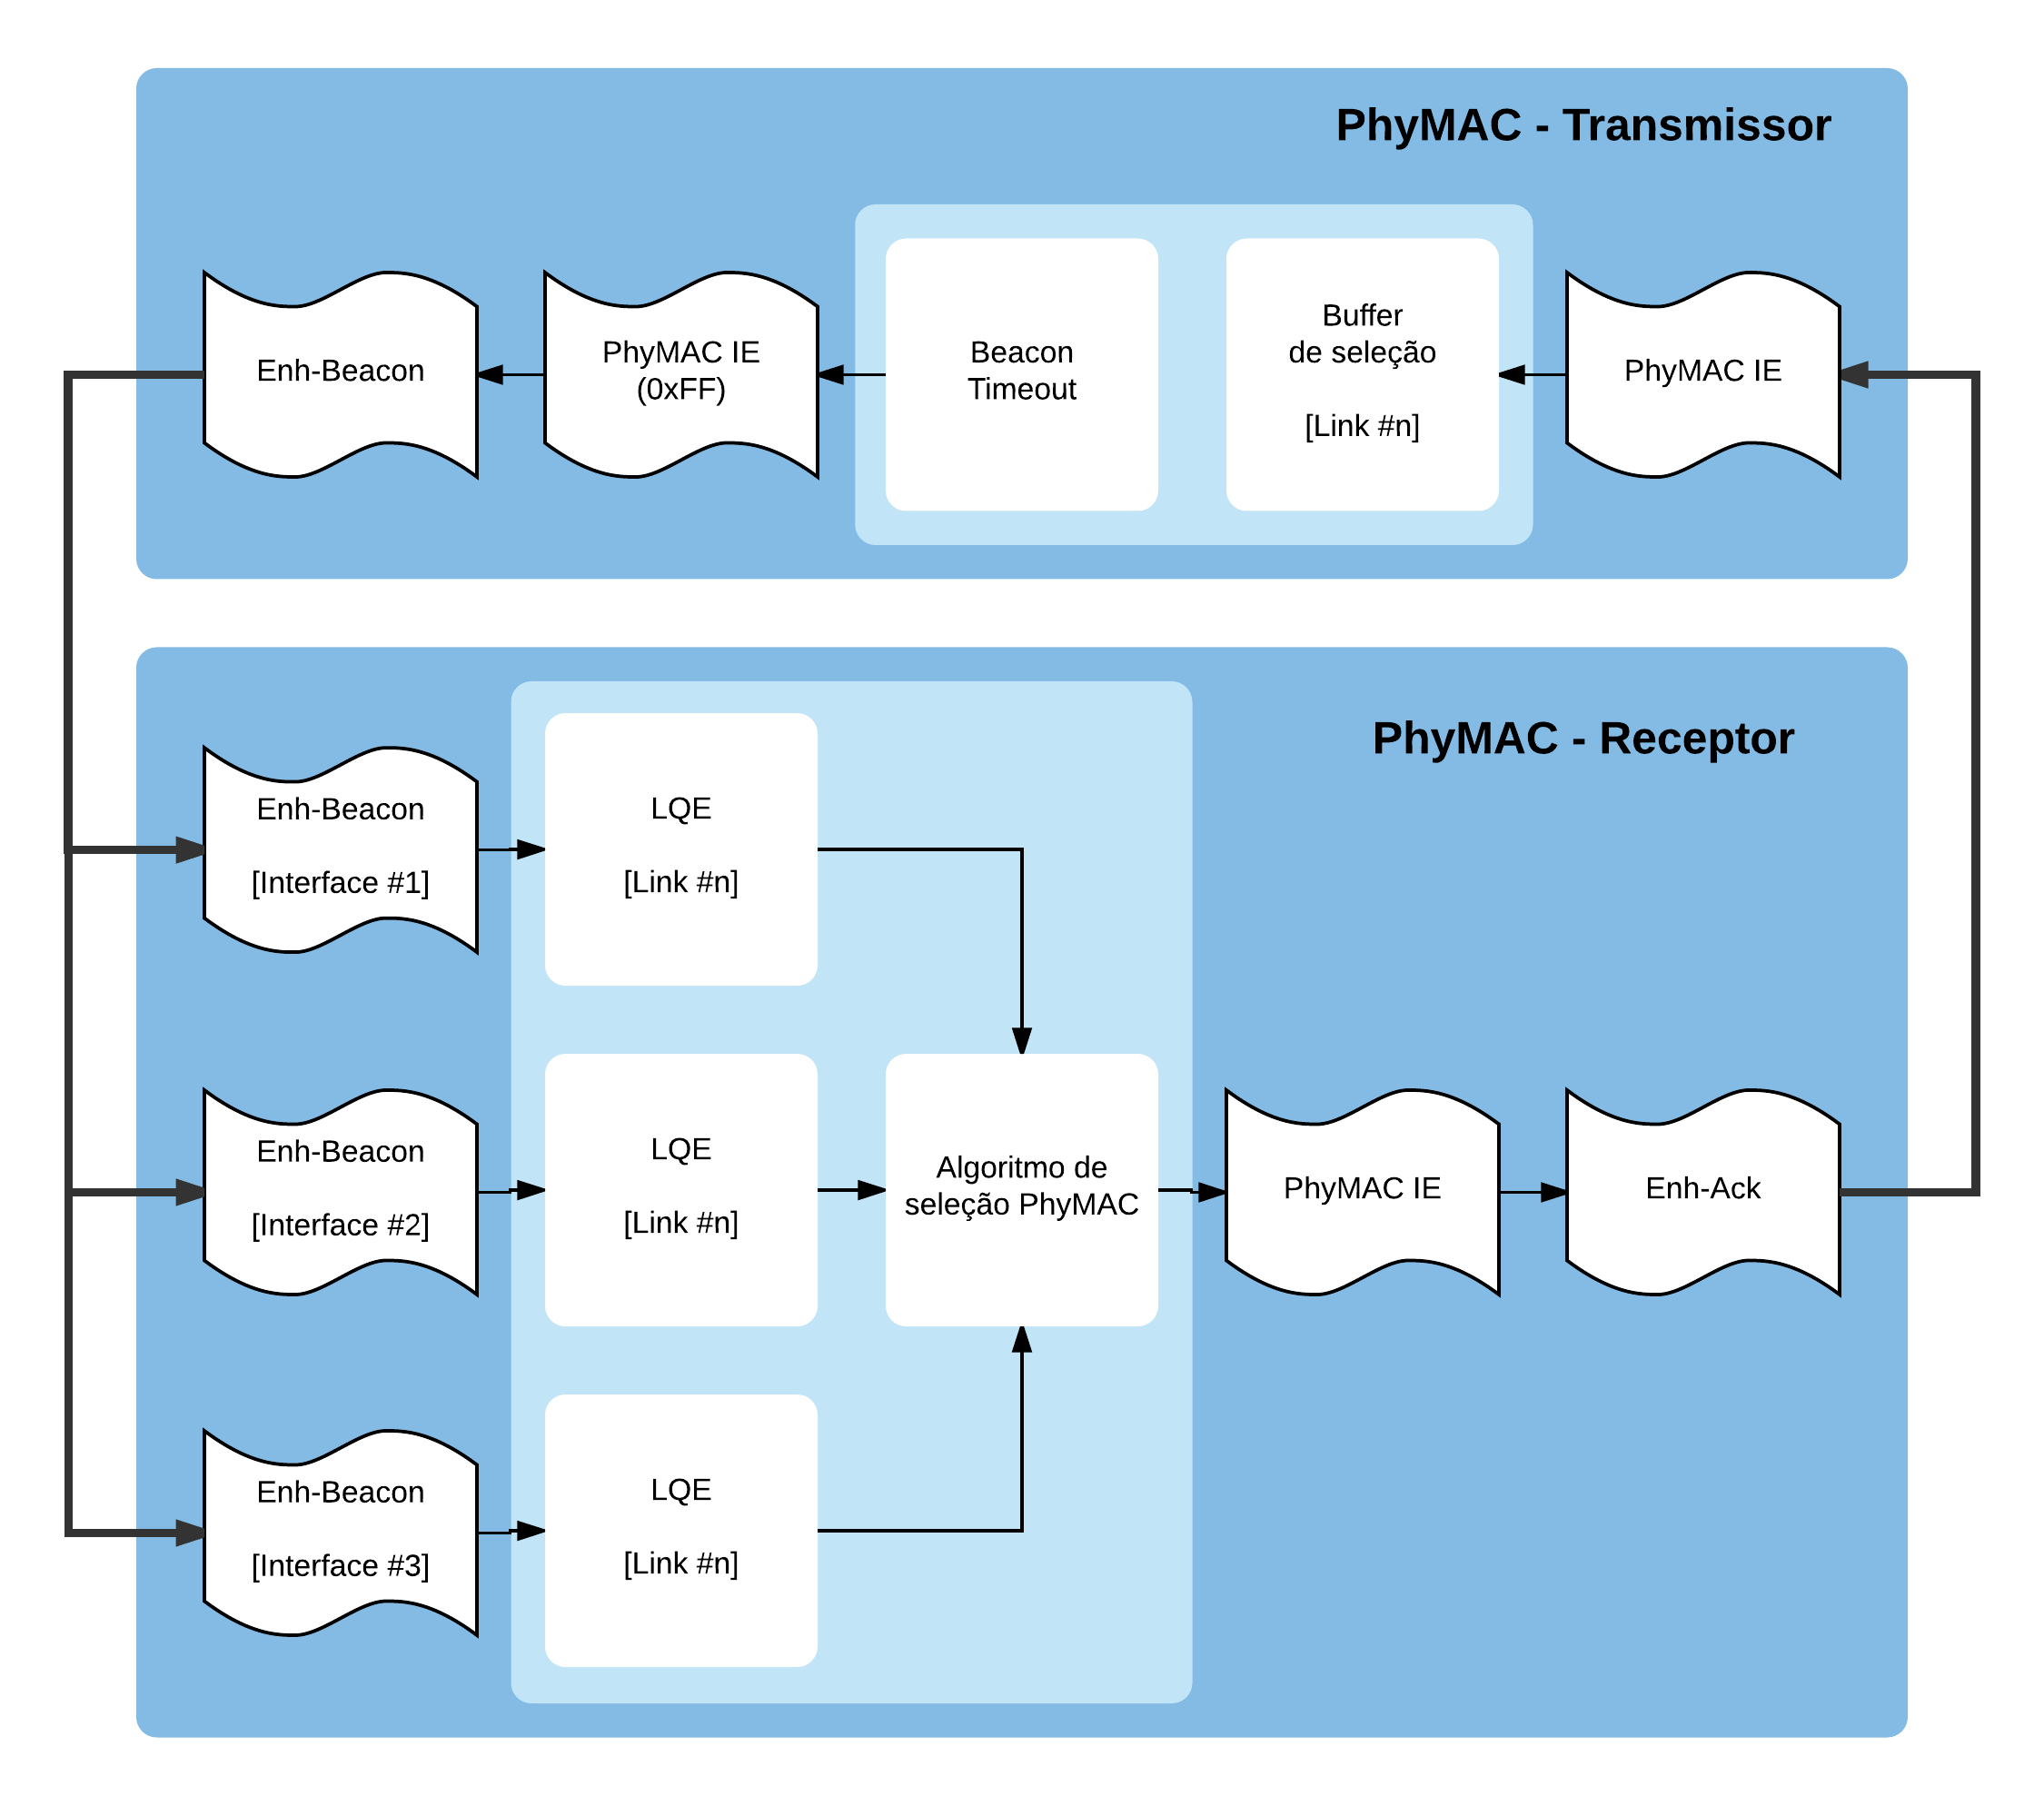 PhyMAC - Transmissor
Enh-Beacon
PhyMAC IE
(0xFF)
Beacon
Timeout
Buffer
de seleção
[Link #n]
PhyMAC IE
PhyMAC - Receptor
Enh-Beacon
[Interface #1]
LQE
[Link #n]
Enh-Beacon
[Interface #2]
LQE
[Link #n]
Algoritmo de
seleção PhyMAC
PhyMAC IE
Enh-Ack
Enh-Beacon
[Interface #3]
LQE
[Link #n]